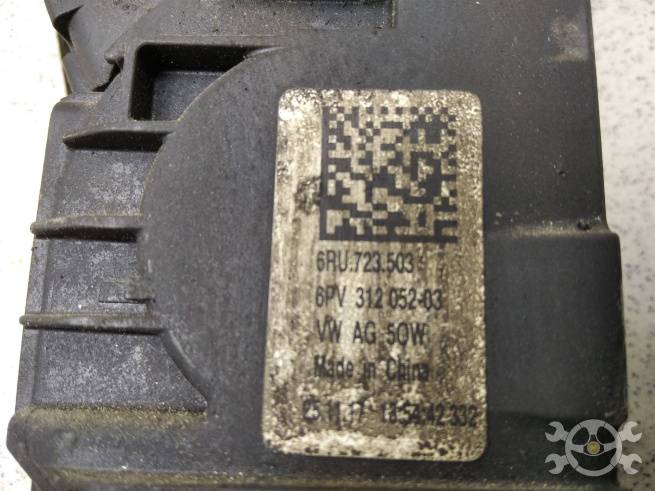 6RU.723.503
6PV 312 052-03
VW AG 5OW
Made in China
25.11.17 14:54:42 332